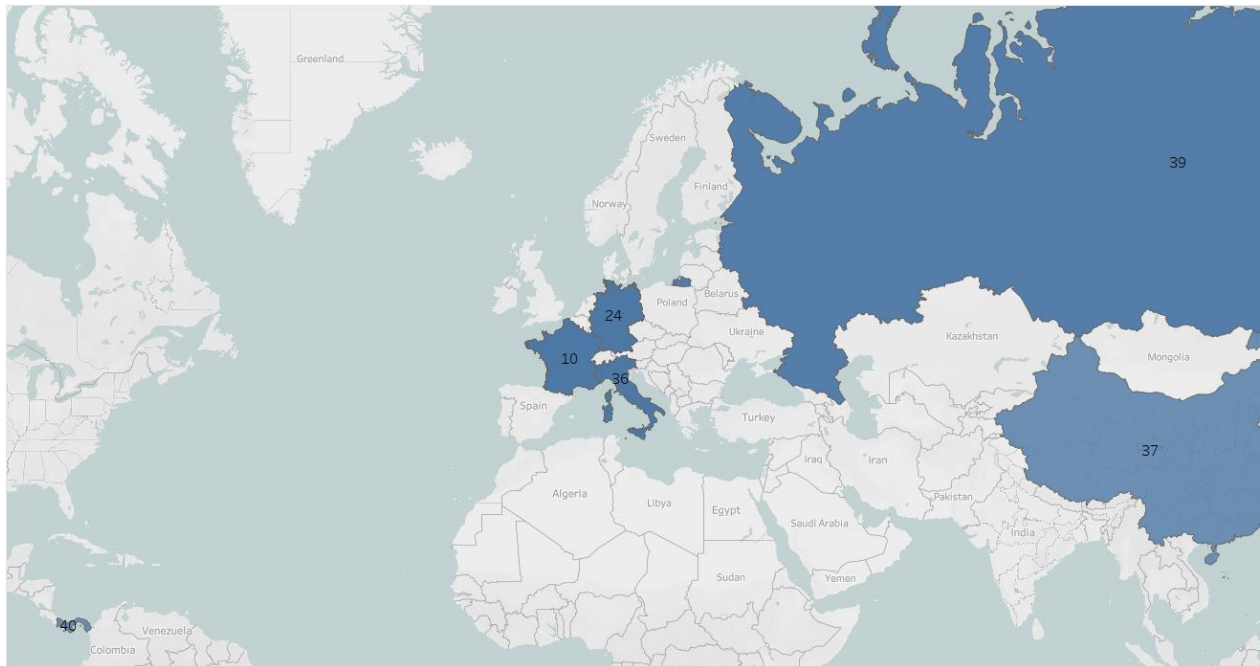 Greenland
39
Sweden
Finland
Norway
Poland
Belarus
24
Ukraine
Kazakhstan
10
Mongolia
36
Spain
Turkey
37
Iraq
Iran
Algeria
Libya
Egypt
Pakistan
Saudi Arabia
India
Sudan
Yemen
40
Venezuela
Colombia